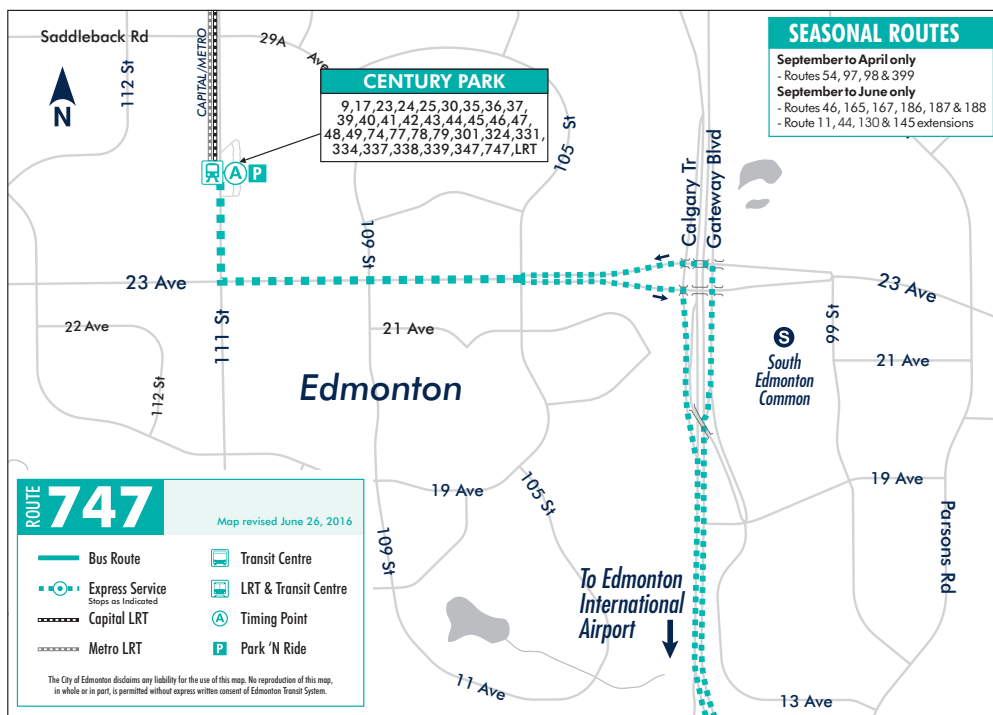 Saddleback Rd
112 St
CAPITAL/METRO
29A Ave
N
CENTURY PARK
9,17,23,24,25,30,35,36,37,
39,40,41,42,43,44,45,46,47,
48,49,74,77,78,79,301,324,331,
334,337,338,339,347,747,LRT
105 St
SEASONAL ROUTES
September to April only
- Routes 54, 97, 98 & 399
September to June only
- Routes 46, 165, 167, 186, 187 & 188
- Route 11, 44, 130 & 145 extensions
A
P
Calgary Tr
Gateway Blvd
109 St
23 Ave
23 Ave
22 Ave
111 St
21 Ave
99 St
112 St
Edmonton
S
South
Edmonton
Common
21 Ave
19 Ave
105 St
19 Ave
109 St
Parsons Rd
To Edmonton
International
Airport
11 Ave
13 Ave
ROUTE 747
Map revised June 26, 2016
Bus Route
Transit Centre
Express Service
Stops as Indicated
LRT & Transit Centre
Capital LRT
A
Timing Point
Metro LRT
P
Park ‘N Ride
The City of Edmonton disclaims any liability for the use of this map. No reproduction of this map,
in whole or in part, is permitted without express written consent of Edmonton Transit System.